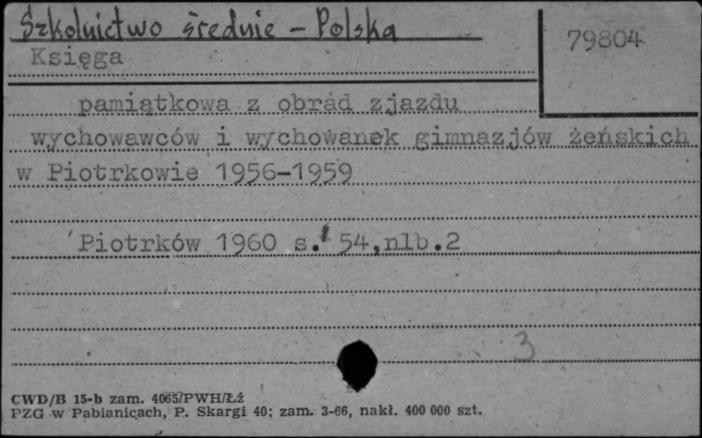 Szkolnictwo średnie - Polska
79804
Księga
pamiątkowa z obrad zjazdu
wychowawców i wychowanek gimnazjów żeńskich
w Piotrkowie 1956-1959
Piotrków 1960 s. 54,nlb.2
3
CWD/B 15-b zam. 4065/PWH/Łź
PZG w Pabianicach, P. Skargi 40; zam. 3-66, nakł. 400 000 szt.